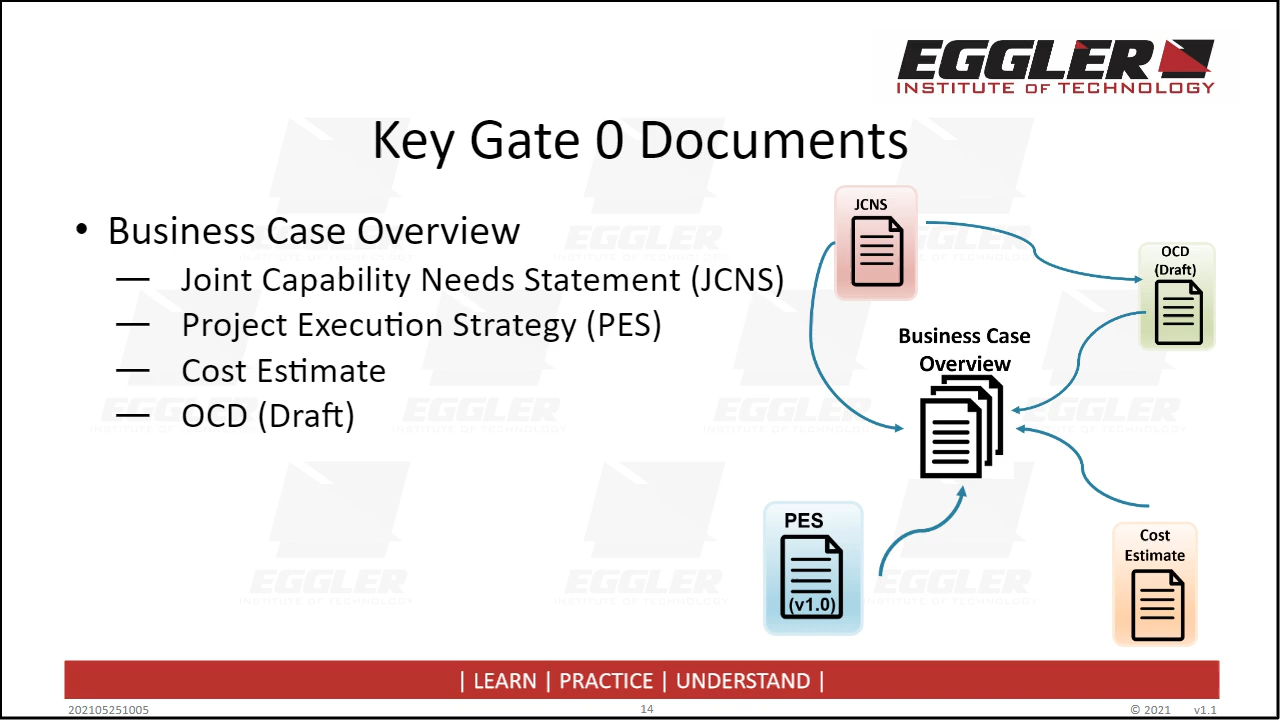 EGGLER
INSTITUTE OF TECHNOLOGY
Key Gate 0 Documents
• Business Case Overview
— Joint Capability Needs Statement (JCNS)
— Project Execution Strategy (PES)
— Cost Estimate
— OCD (Draft)
JCNS
OCD
(Draft)
Business Case
Overview
PES
(v1.0)
Cost
Estimate
| LEARN | PRACTICE | UNDERSTAND |
202105251005
14
© 2021 v1.1